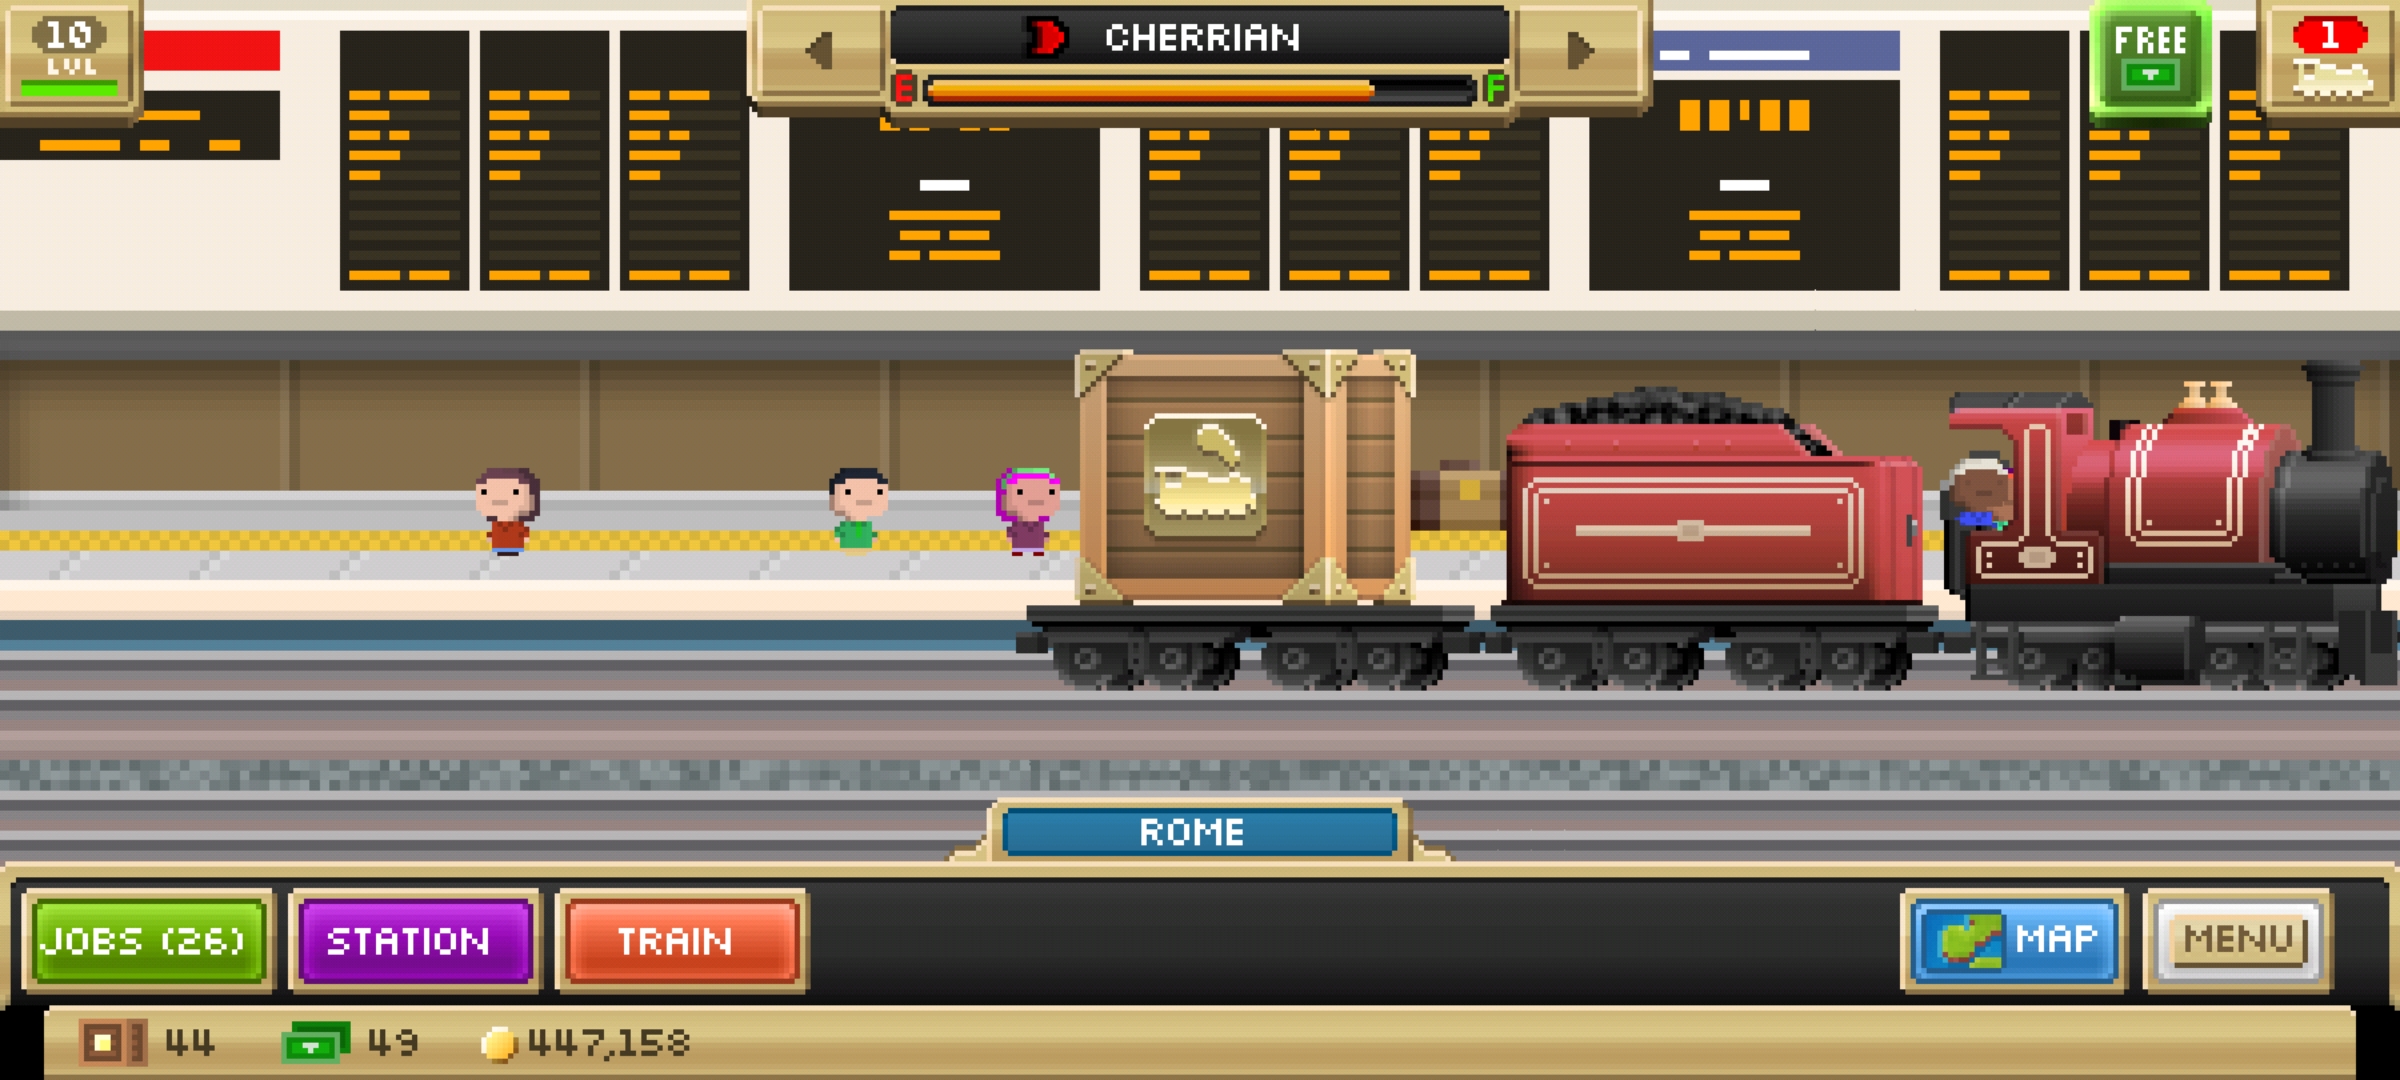 10
LVL
CHERRIAN
E F
FREE
1
ROME
JOBS (26)
STATION
TRAIN
MAP
MENU
44
49
447,158